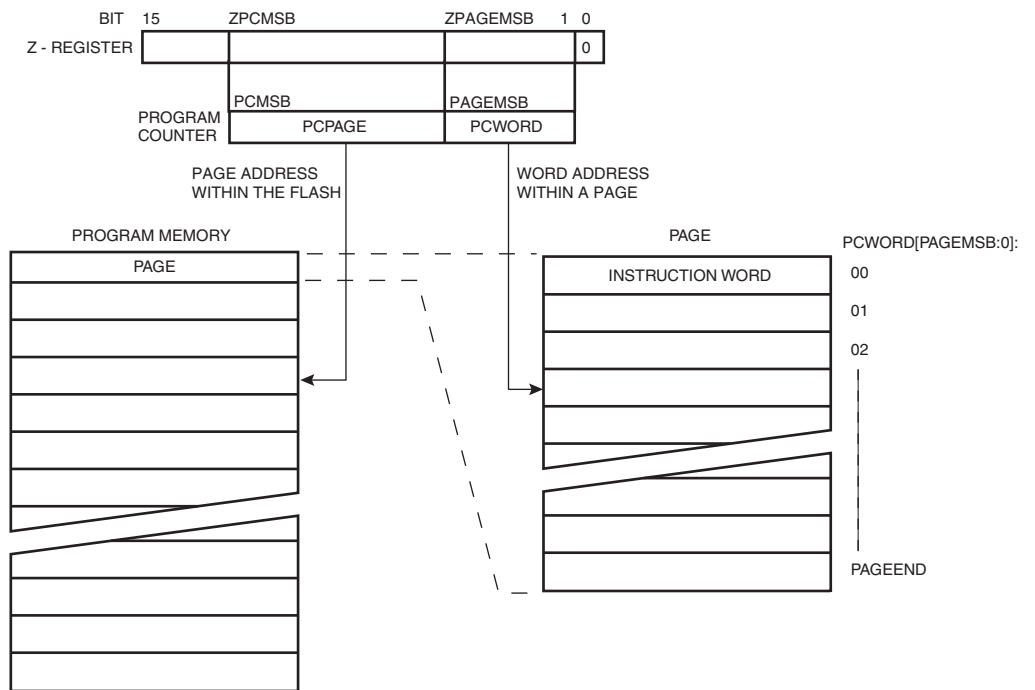 BIT 15 ZPCMSB ZPAGEMSB 1 0
Z - REGISTER 0
PCMSB PAGEMSB
PROGRAM
COUNTER
PCPAGE PCWORD
PAGE ADDRESS
WITHIN THE FLASH
WORD ADDRESS
WITHIN A PAGE
PROGRAM MEMORY
PAGE
PAGE
PCWORD[PAGEMSB:0]:
INSTRUCTION WORD 00
01
02
PAGEEND